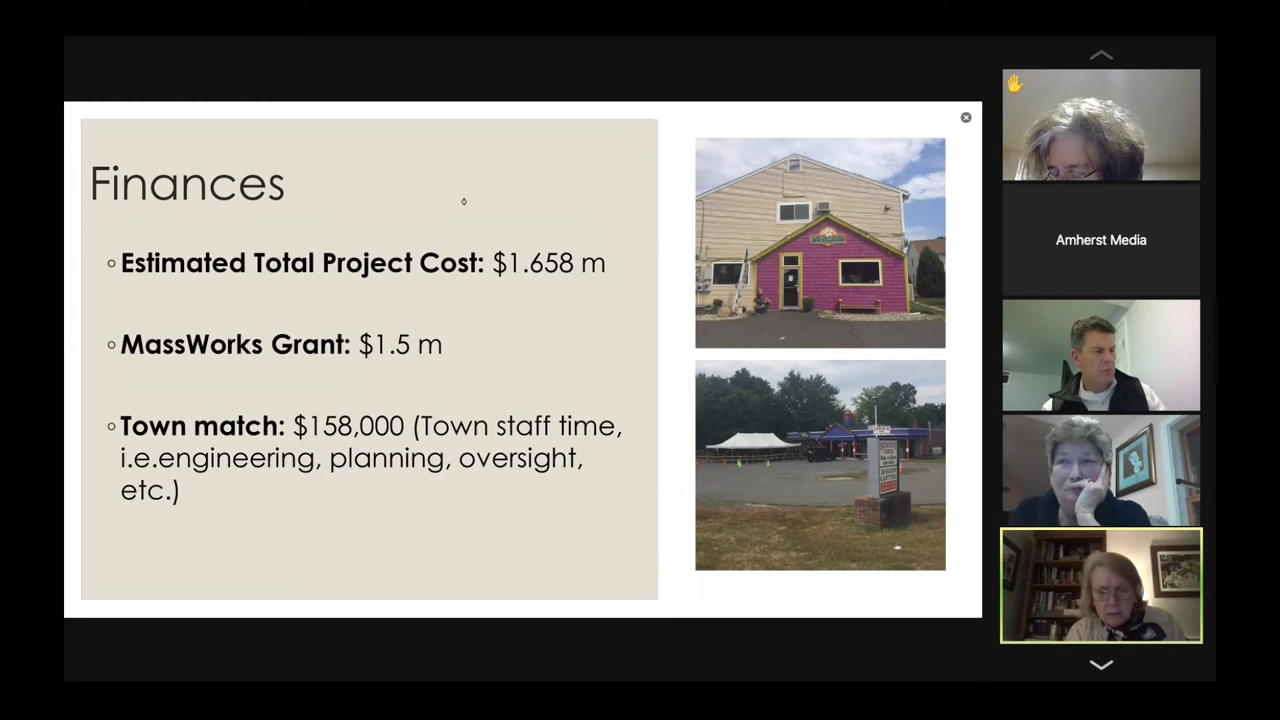 Finances
◦Estimated Total Project Cost: $1.658 m
◦MassWorks Grant: $1.5 m
◦Town match: $158,000 (Town staff time,
i.e.engineering, planning, oversight,
etc.)
Amherst Media